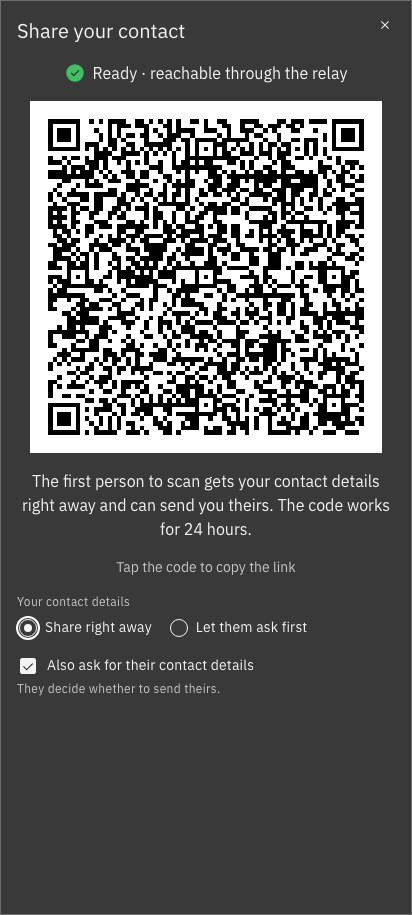 Share your contact
Ready · reachable through the relay
The first person to scan gets your contact details
right away and can send you theirs. The code works
for 24 hours.
Tap the code to copy the link
Your contact details
Share right away
Let them ask first
Also ask for their contact details
They decide whether to send theirs.